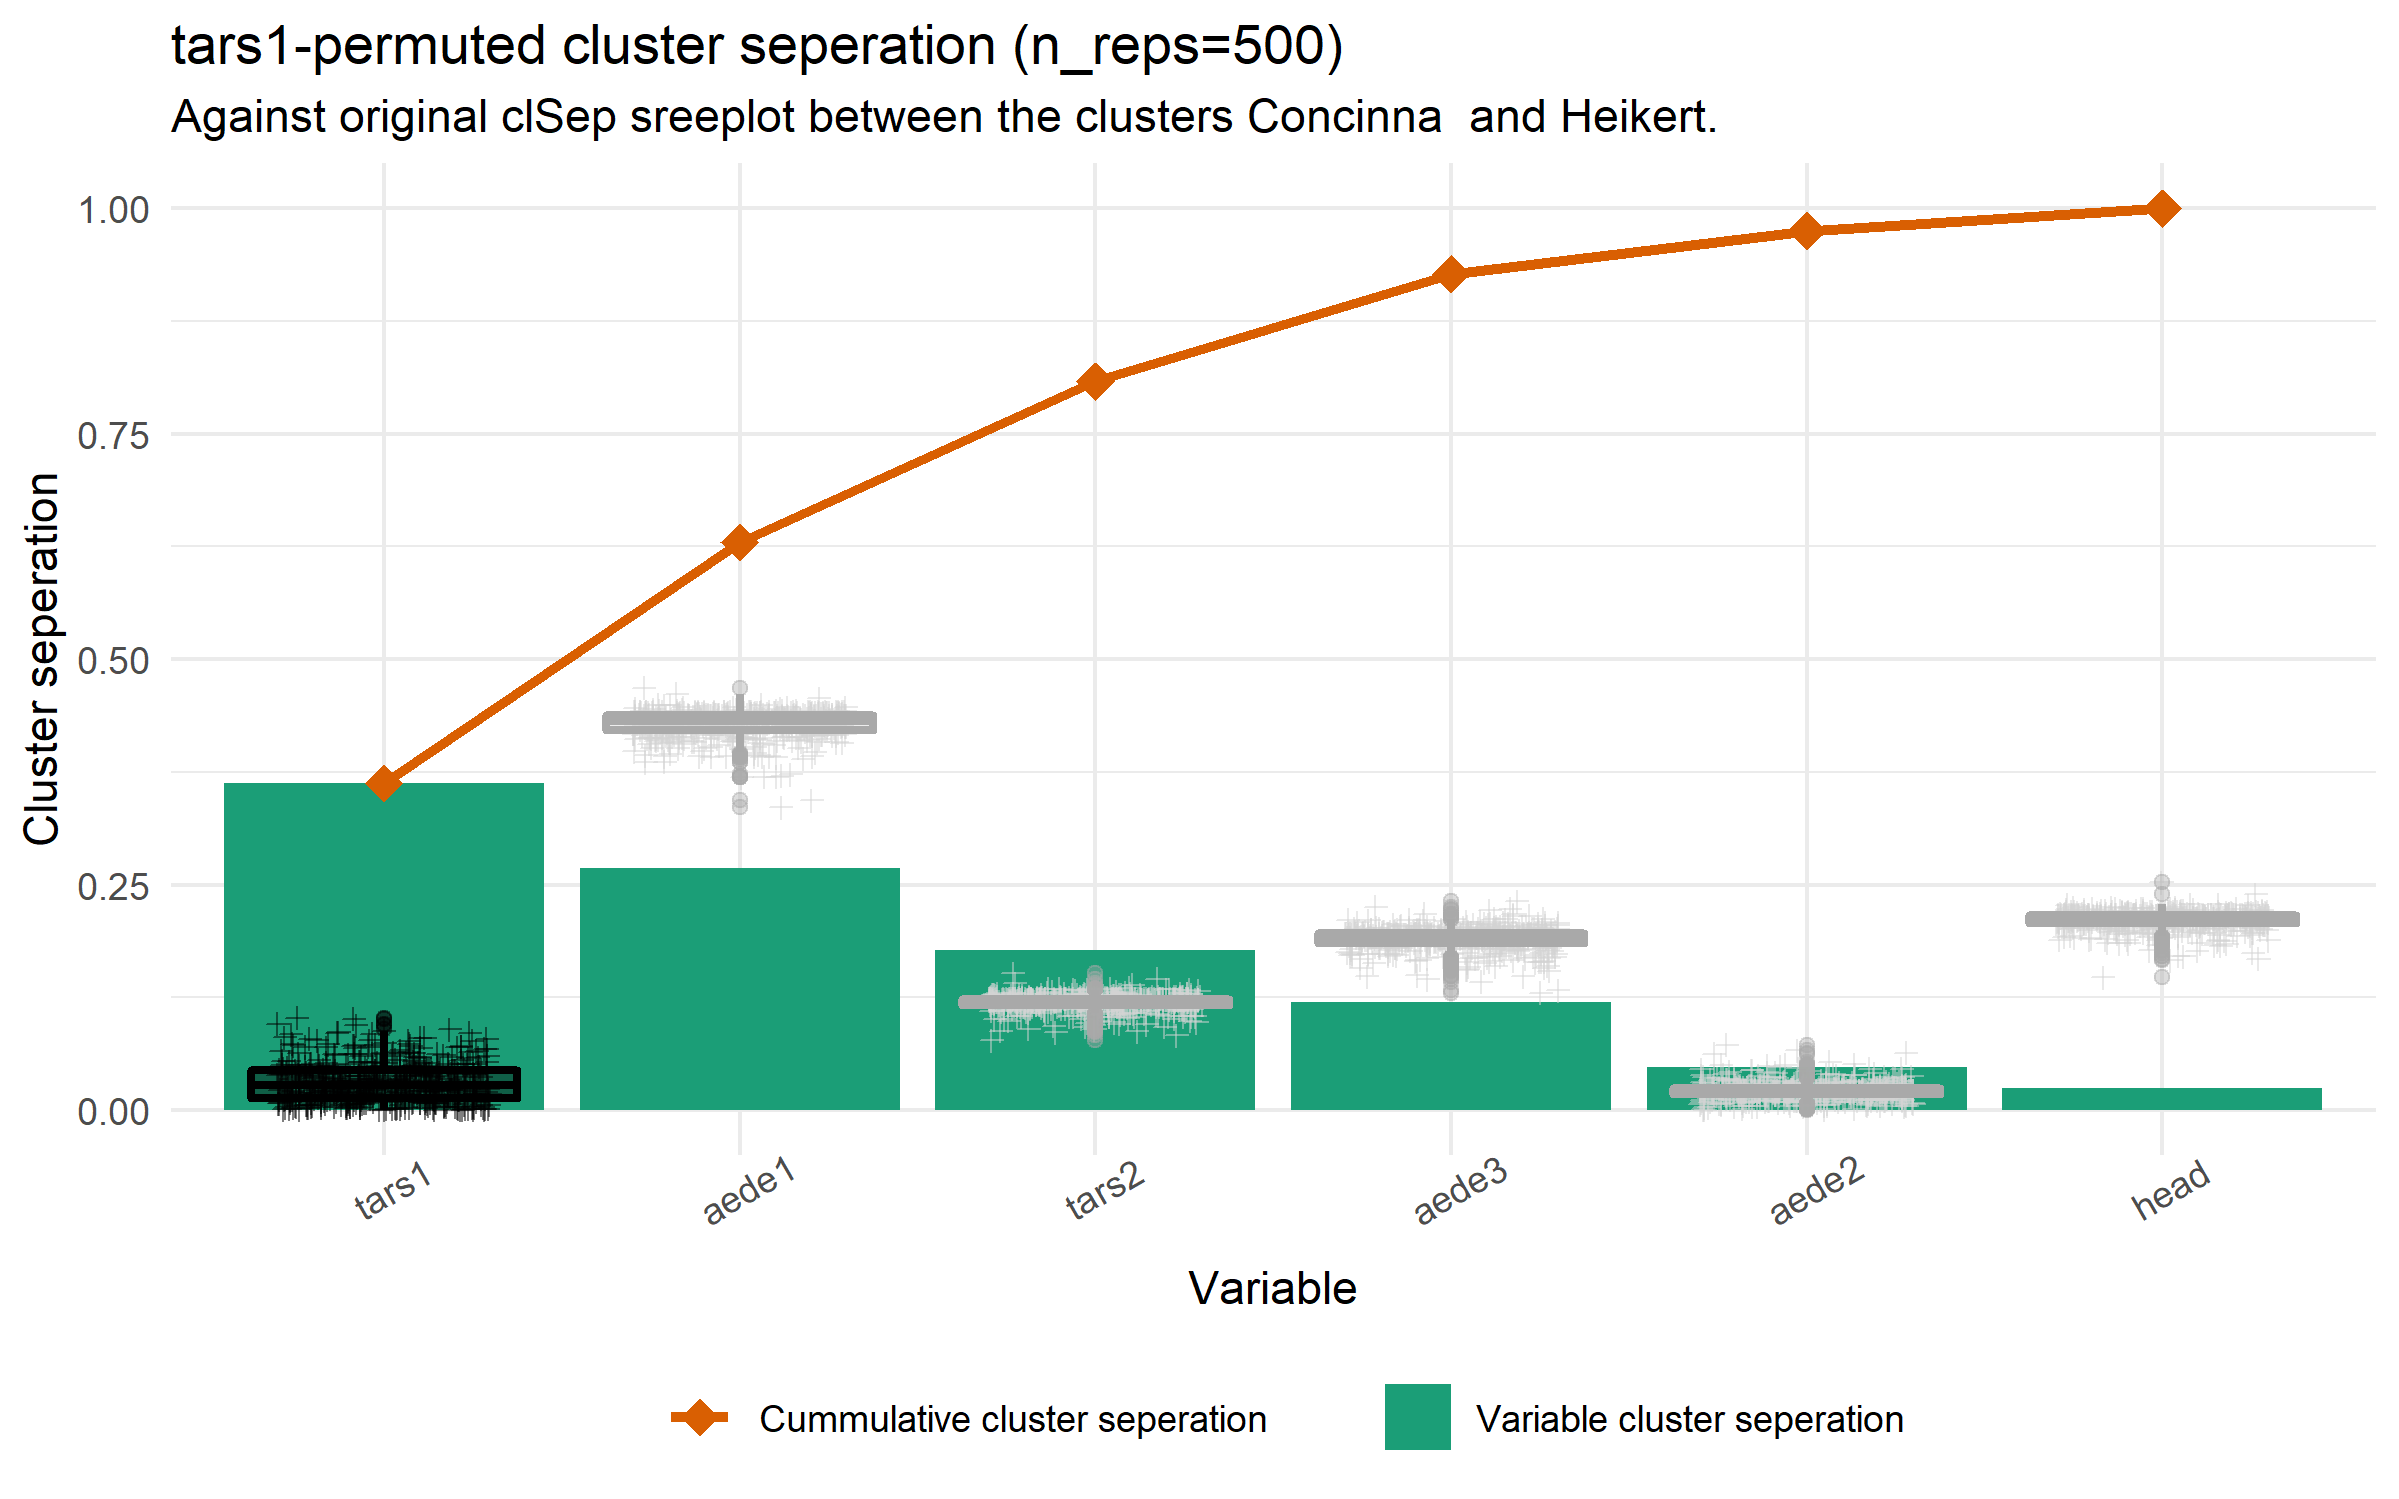 tars1-permuted cluster seperation (n_reps=500)
Against original clSep sreeplot between the clusters Concinna  and Heikert.
Cluster seperation
1.00
0.75
0.50
0.25
0.00
tars1
aede1
tars2
aede3
aede2
head
Variable
Cummulative cluster seperation
Variable cluster seperation